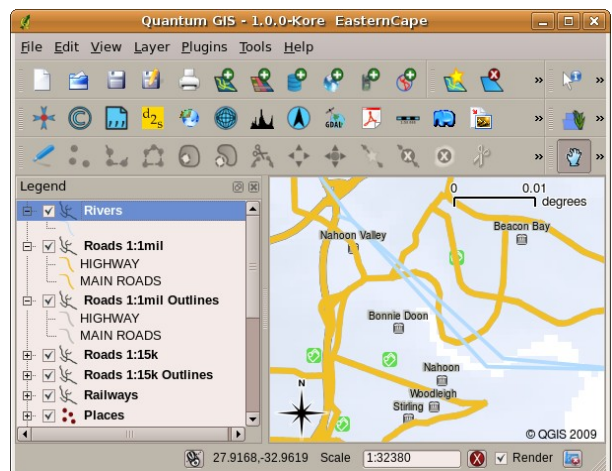 Quantum GIS - 1.0.0-Kore EasternCape
File Edit View Layer Plugins Tools Help
d2s
GDAL
Legend
Rivers
Roads 1:1mil
HIGHWAY
MAIN ROADS
Roads 1:1mil Outlines
HIGHWAY
MAIN ROADS
Roads 1:15k
Roads 1:15k Outlines
Railways
Places
0 0.01
degrees
Nahoon Valley
Beacon Bay
Bonnie Doon
Nahoon
Woodleigh
Stirling
N
© QGIS 2009
27.9168,-32.9619 Scale 1:32380 Render